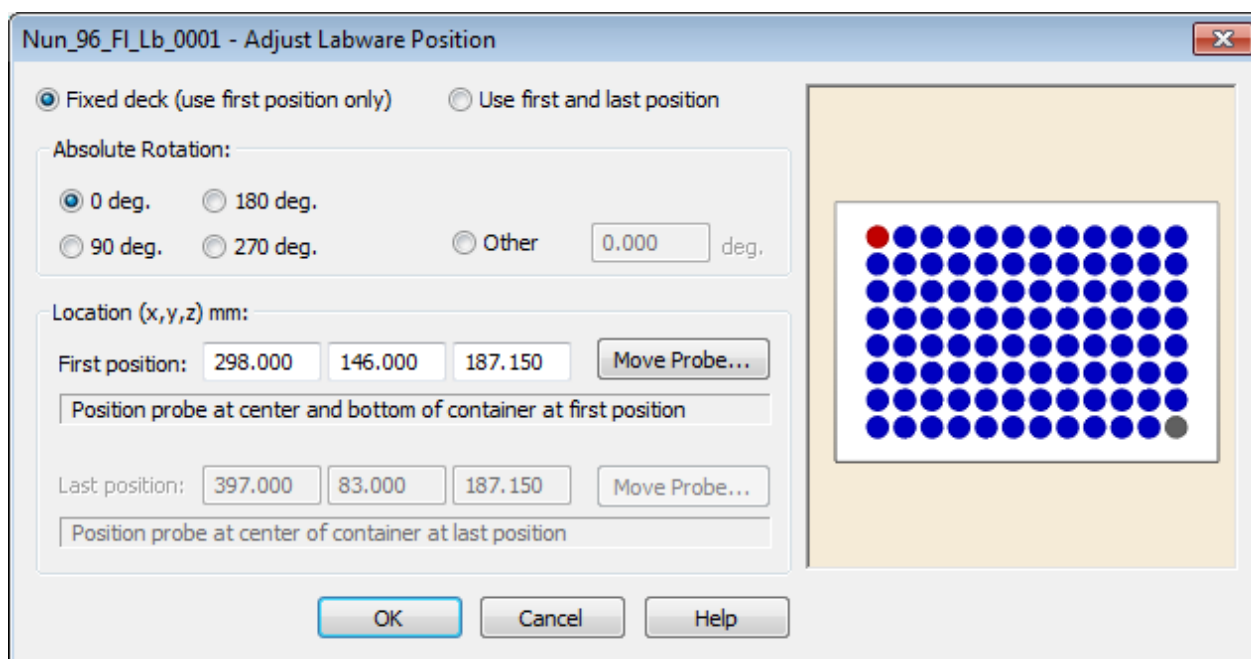 Nun_96_Fl_Lb_0001 - Adjust Labware Position
Fixed deck (use first position only) Use first and last position
Absolute Rotation:
0 deg. 180 deg.
90 deg. 270 deg. Other 0.000 deg.
Location (x,y,z) mm:
First position: 298.000 146.000 187.150 Move Probe...
Position probe at center and bottom of container at first position
Last position: 397.000 83.000 187.150 Move Probe...
Position probe at center of container at last position
OK Cancel Help